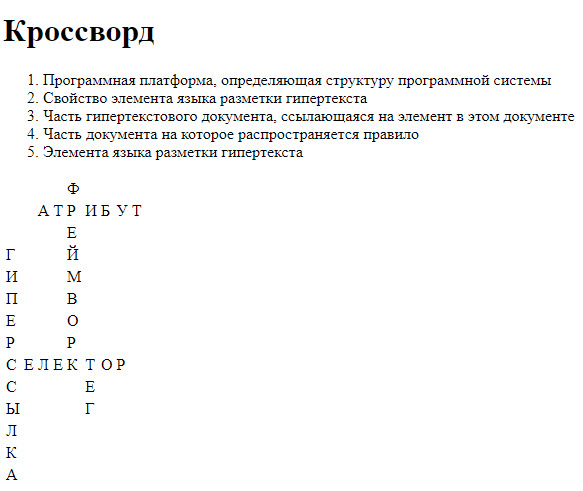 Кроссворд
1. Программная платформа, определяющая структуру программной системы
2. Свойство элемента языка разметки гипертекста
3. Часть гипертекстового документа, ссылающаяся на элемент в этом документе
4. Часть документа на которое распространяется правило
5. Элемента языка разметки гипертекста
Ф
А Т Р И Б У Т
Е
Г Й
И М
П В
Е О
Р Р
С Е Л Е К Т О Р
С Е
Ы Г
Л
К
А